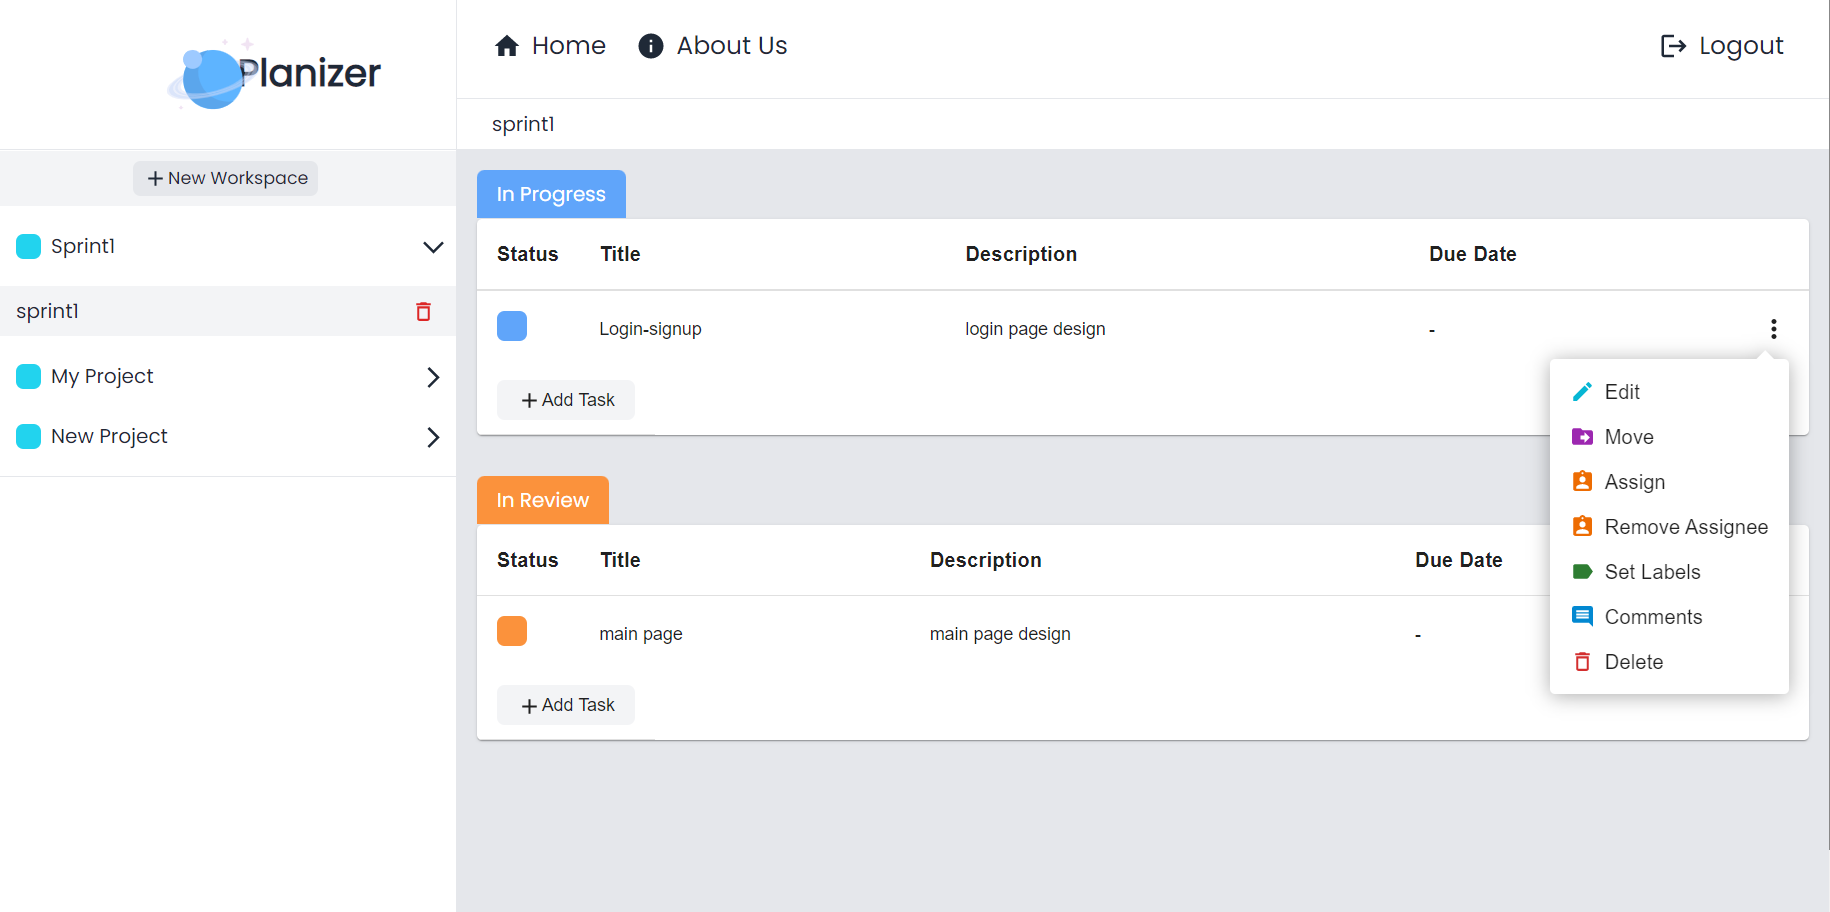 Planizer
Home About Us Logout
sprint1
+ New Workspace
Sprint1
sprint1
My Project
New Project
In Progress
Status Title Description Due Date
Login-signup login page design -
+ Add Task
In Review
Status Title Description Due Date
main page main page design -
+ Add Task
Edit
Move
Assign
Remove Assignee
Set Labels
Comments
Delete